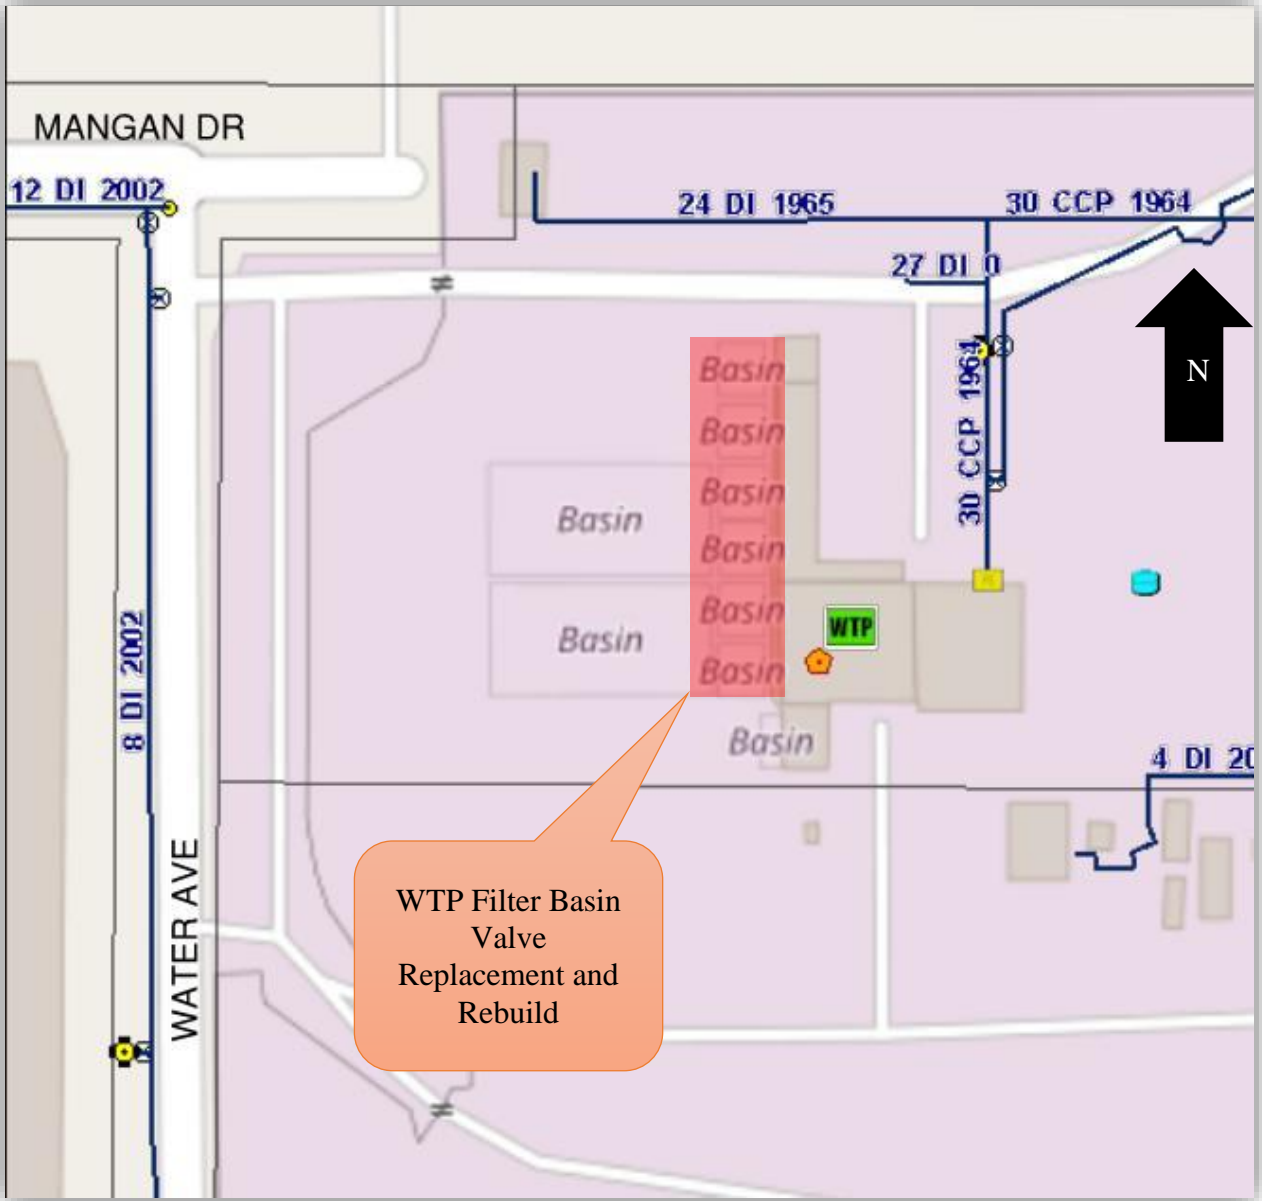 MANGAN DR
12 DI 2002
24 DI 1965
30 CCP 1964
27 DI 0
N
30 CCP 1964
Basin
Basin
Basin
Basin
Basin
Basin
Basin
Basin
Basin
WTP
8 DI 2002
4 DI 20
WATER AVE
WTP Filter Basin
Valve
Replacement and
Rebuild